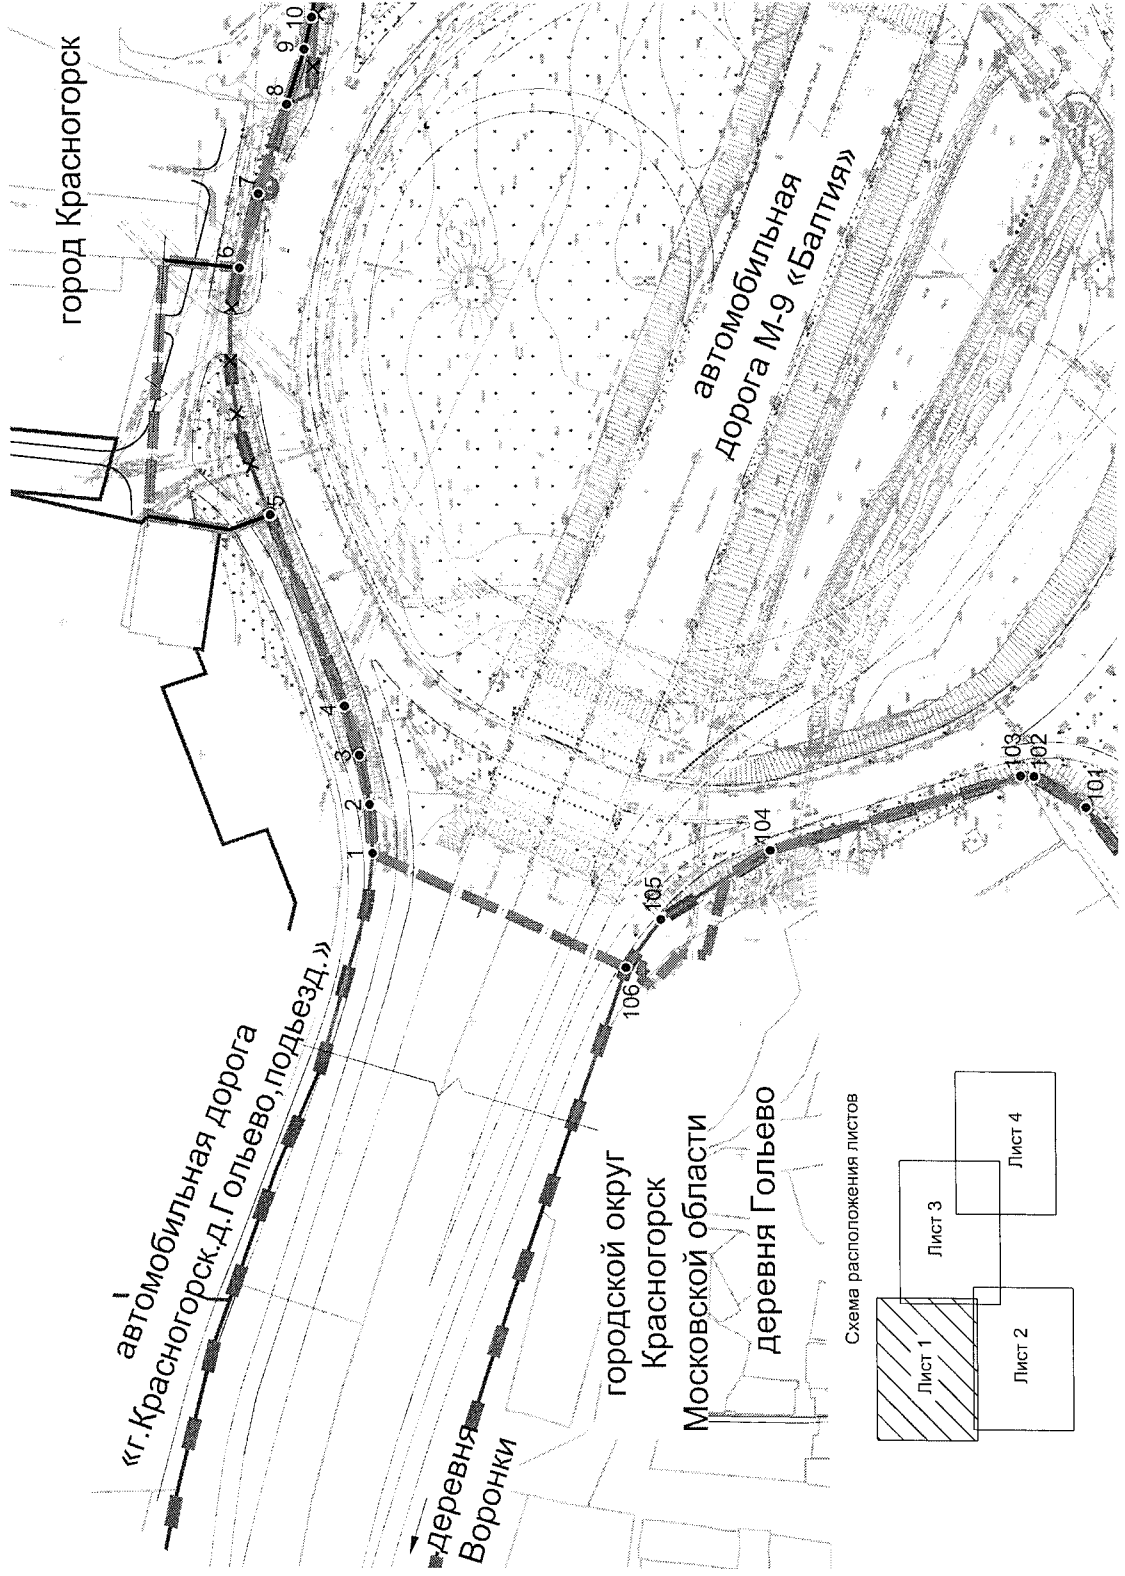 город Красногорск
10
9
8
7
6
5
4
3
2
1
автомобильная
дорога М-9 «Балтия»
103
102
101
104
105
106
автомобильная дорога
«г.Красногорск.д.Гольево,подьезд.»
деревня
Воронки
городской округ
Красногорск
Московской области
деревня Гольево
Схема расположения листов
Лист 1
Лист 2
Лист 3
Лист 4